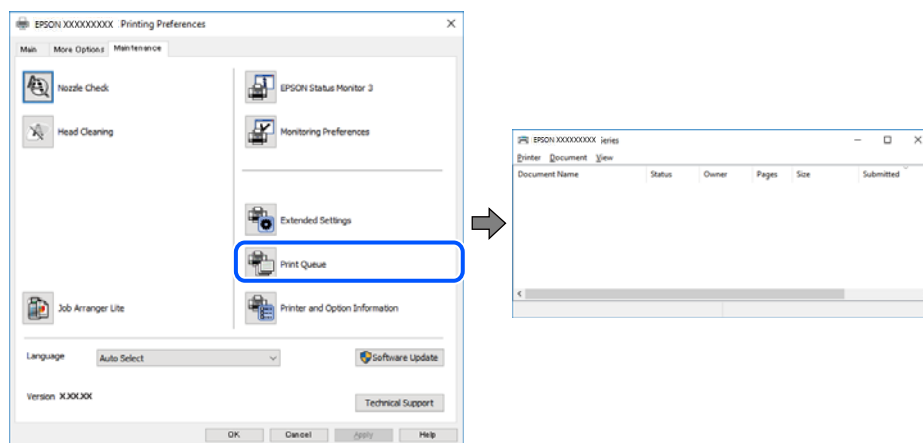 EPSON XXXXXXXXX Printing Preferences
Main More Options Maintenance
Nozzle Check
EPSON Status Monitor 3
Head Cleaning
Monitoring Preferences
Extended Settings
Print Queue
Job Arranger Lite
Printer and Option Information
Language Auto Select Software Update
Version X.XX.XX
Technical Support
OK Cancel Apply Help
EPSON XXXXXXXXX ieries
Printer Document View
Document Name Status Owner Pages Size Submitted